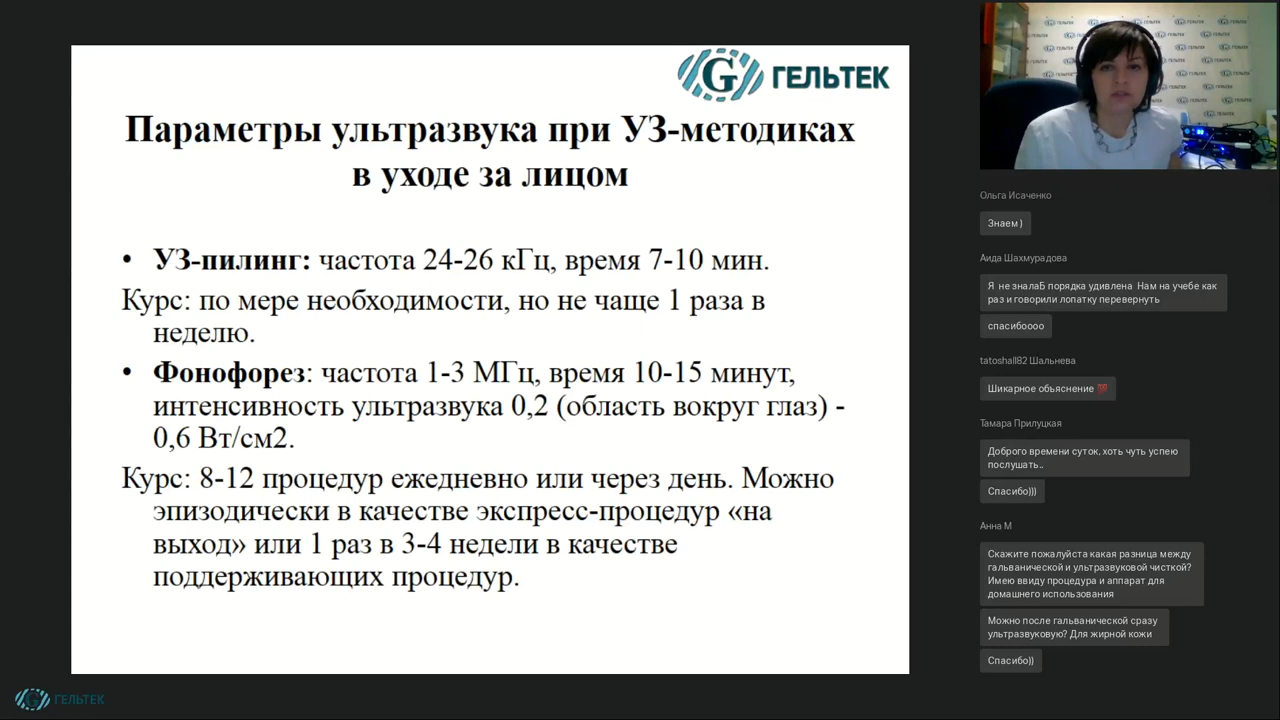 ГЕЛЬТЕК
Параметры ультразвука при УЗ-методиках
в уходе за лицом
• УЗ-пилинг: частота 24-26 кГц, время 7-10 мин.
Курс: по мере необходимости, но не чаще 1 раза в
неделю.
• Фонофорез: частота 1-3 МГц, время 10-15 минут,
интенсивность ультразвука 0,2 (область вокруг глаз) -
0,6 Вт/см2.
Курс: 8-12 процедур ежедневно или через день. Можно
эпизодически в качестве экспресс-процедур «на
выход» или 1 раз в 3-4 недели в качестве
поддерживающих процедур.
ГЕЛЬТЕК
Ольга Исаченко
Знаем )
Аида Шахмурадова
Я не зналаБ порядка удивлена Нам на учебе как
раз и говорили лопатку перевернуть
спасибоооо
tatoshall82 Шальнева
Шикарное объяснение 💯
Тамара Прилуцкая
Доброго времени суток, хоть чуть успею
послушать..
Спасибо)))
Анна М
Скажите пожалуйста какая разница между
гальванической и ультразвуковой чисткой?
Имею ввиду процедура и аппарат для
домашнего использования
Можно после гальванической сразу
ультразвуковую? Для жирной кожи
Спасибо))